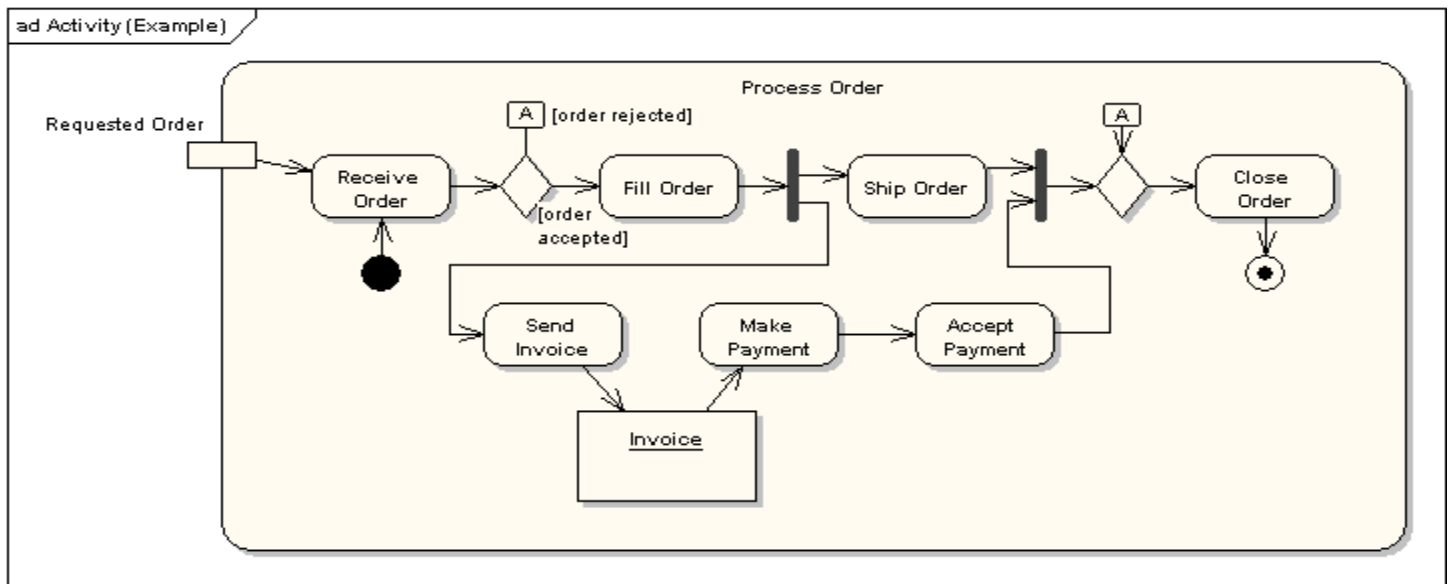 ad Activity (Example)
Process Order
Requested Order
A
[order rejected]
A
Receive
Order
Fill Order
Ship Order
Close
Order
[order
accepted]
Send
Invoice
Make
Payment
Accept
Payment
Invoice